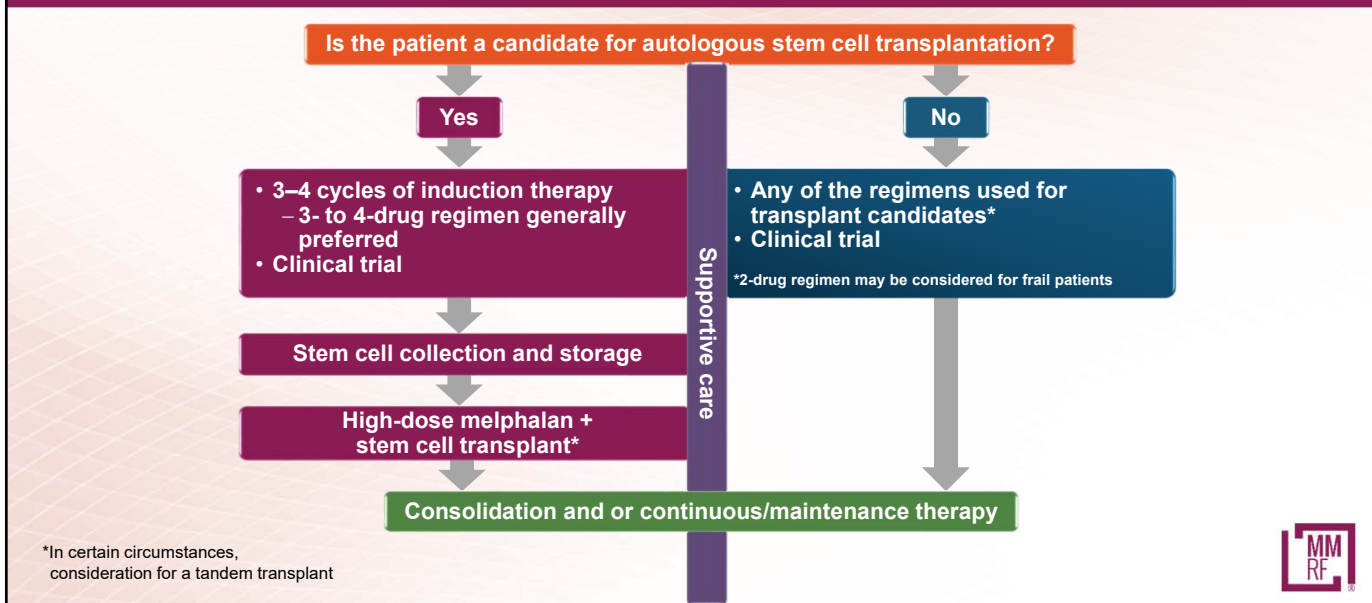 Is the patient a candidate for autologous stem cell transplantation?
Yes
No
• 3–4 cycles of induction therapy
– 3- to 4-drug regimen generally
preferred
• Clinical trial
Supportive care
• Any of the regimens used for
transplant candidates*
• Clinical trial
*2-drug regimen may be considered for frail patients
Stem cell collection and storage
High-dose melphalan +
stem cell transplant*
Consolidation and or continuous/maintenance therapy
*In certain circumstances,
consideration for a tandem transplant
MM
RF
®